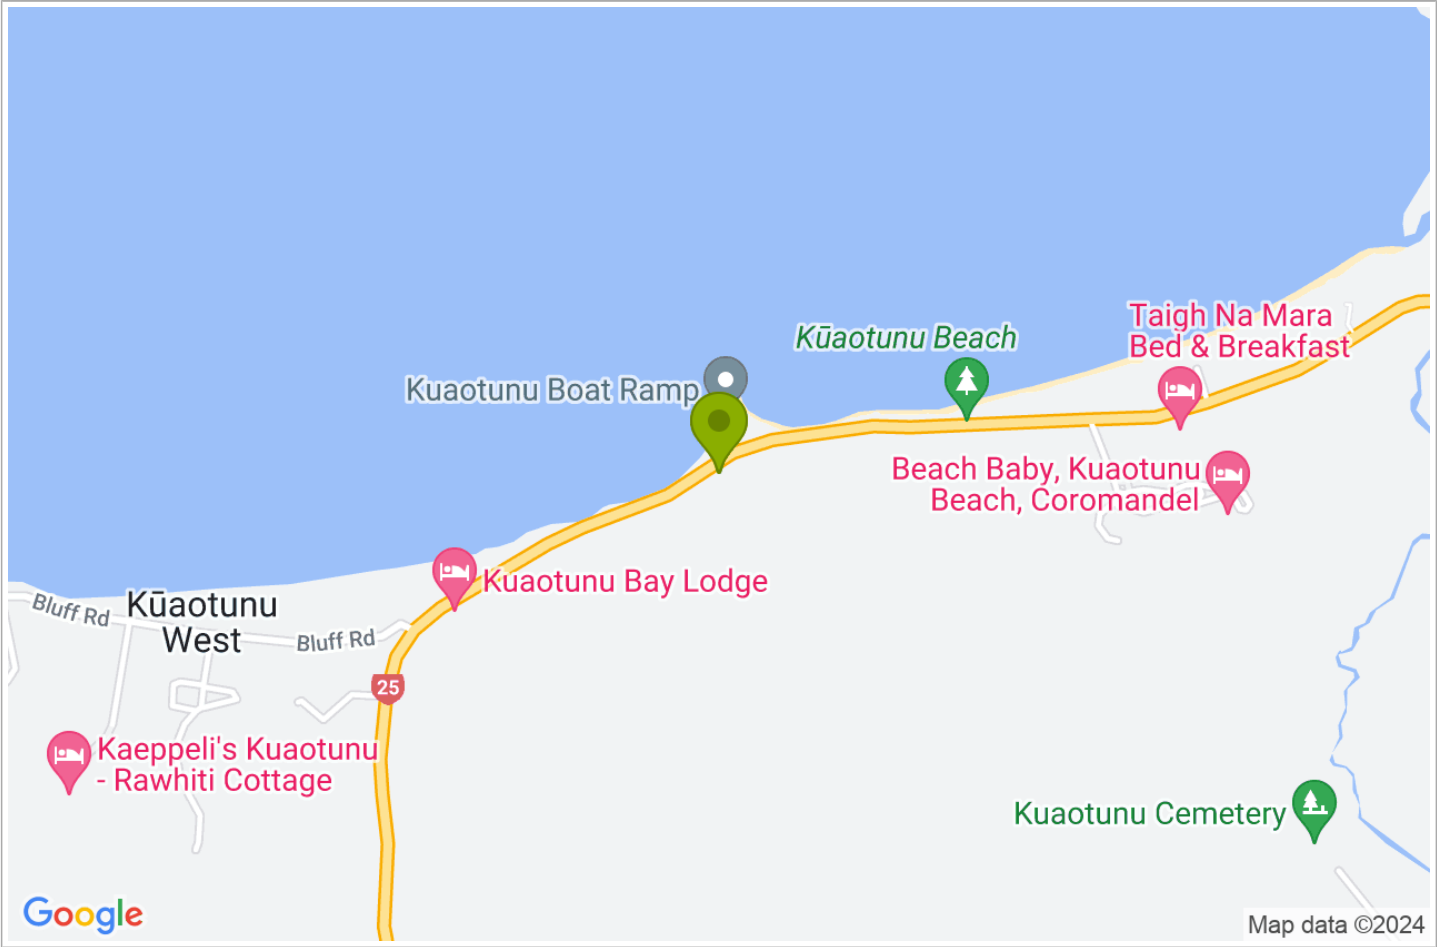 Taigh Na Mara
Bed & Breakfast
Kūaotunu Beach
Kuaotunu Boat Ramp
Beach Baby, Kuaotunu
Beach, Coromandel
Kuaotunu Bay Lodge
Bluff Rd
Kūaotunu
West
Bluff Rd
25
Kaeppeli's Kuaotunu
- Rawhiti Cottage
Kuaotunu Cemetery
Google
Map data ©2024